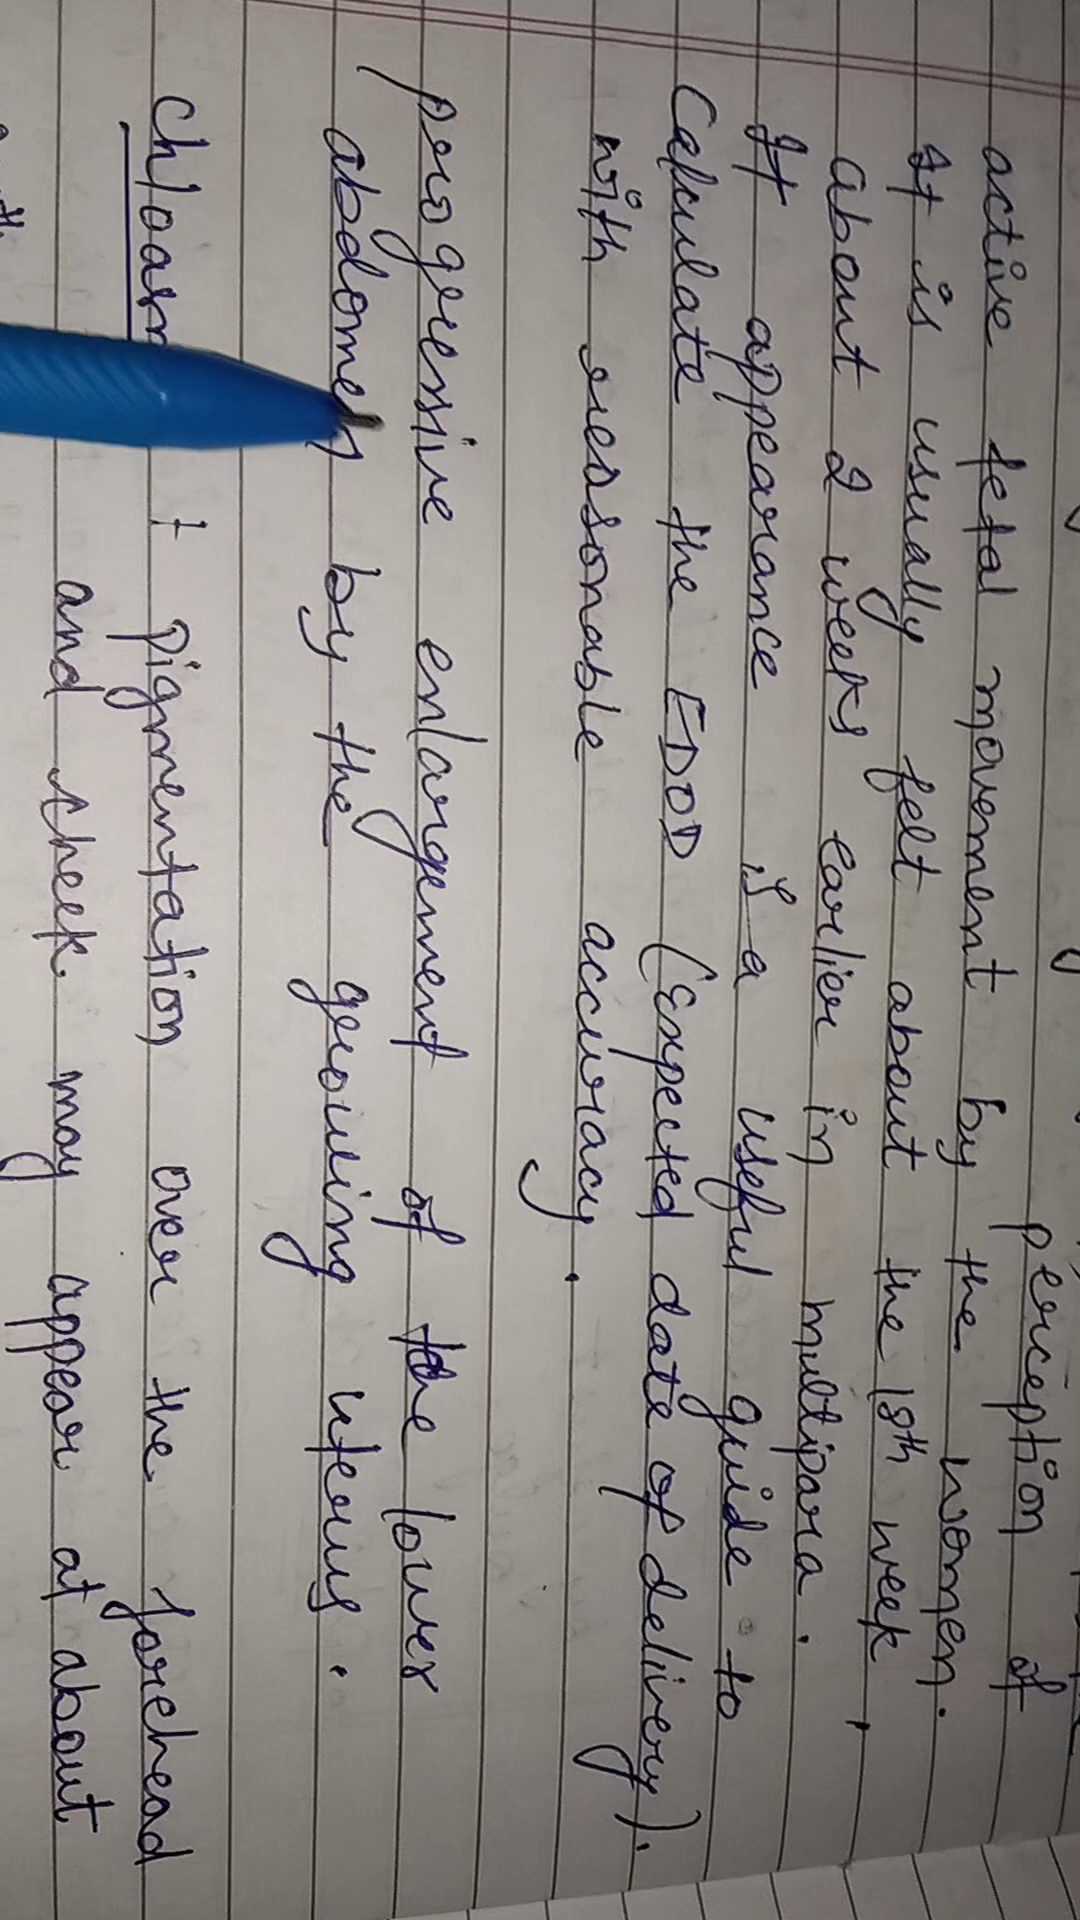 perception of
active fetal movement by the women.
It is usually felt about the 18th week,
about 2 weeks earlier in multipara.
It appearance is a useful guide to
Calculate the EDOD (Expected date of delivery).
with reasonable accuracy.
progressive enlargement of the lower
abdomen by the growing uterus.
Chloasm : Pigmentation over the forehead
and cheek may appear at about